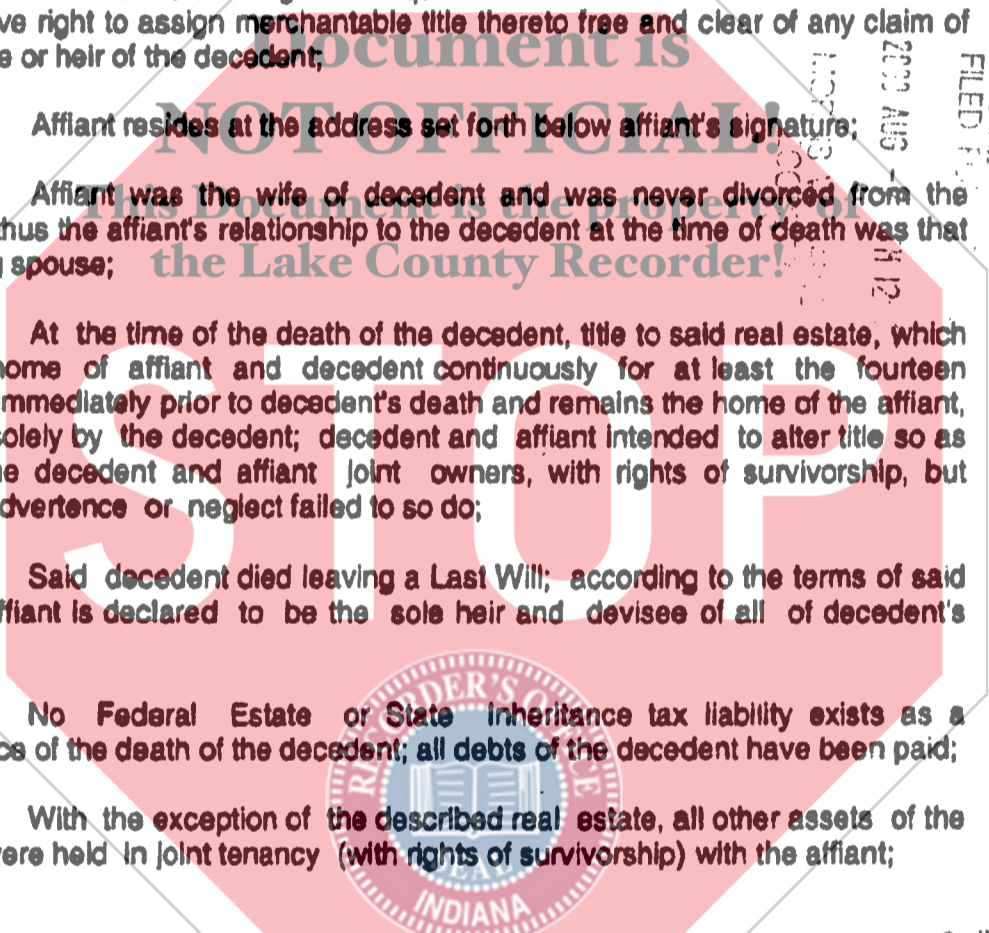 ve right to assign merchantable title thereto free and clear of any claim of
e or heir of the decedent;
Document is
NOT OFFICIAL!
This Document is the property of
the Lake County Recorder!
Affiant resides at the address set forth below affiant's signature;
Affiant was the wife of decedent and was never divorced from the
thus the affiant's relationship to the decedent at the time of death was that
g spouse;
At the time of the death of the decedent, title to said real estate, which
home of affiant and decedent continuously for at least the fourteen
immediately prior to decedent's death and remains the home of the affiant,
solely by the decedent; decedent and affiant intended to alter title so as
e decedent and affiant joint owners, with rights of survivorship, but
dvertence or neglect failed to so do;
STOP
Said decedent died leaving a Last Will; according to the terms of said
ffiant is declared to be the sole heir and devisee of all of decedent's
No Federal Estate or State inheritance tax liability exists as a
ce of the death of the decedent; all debts of the decedent have been paid;
With the exception of the described real estate, all other assets of the
were held in joint tenancy (with rights of survivorship) with the affiant;
RECORDER'S OFFICE
SEAL
INDIANA
FILED
AUG
12